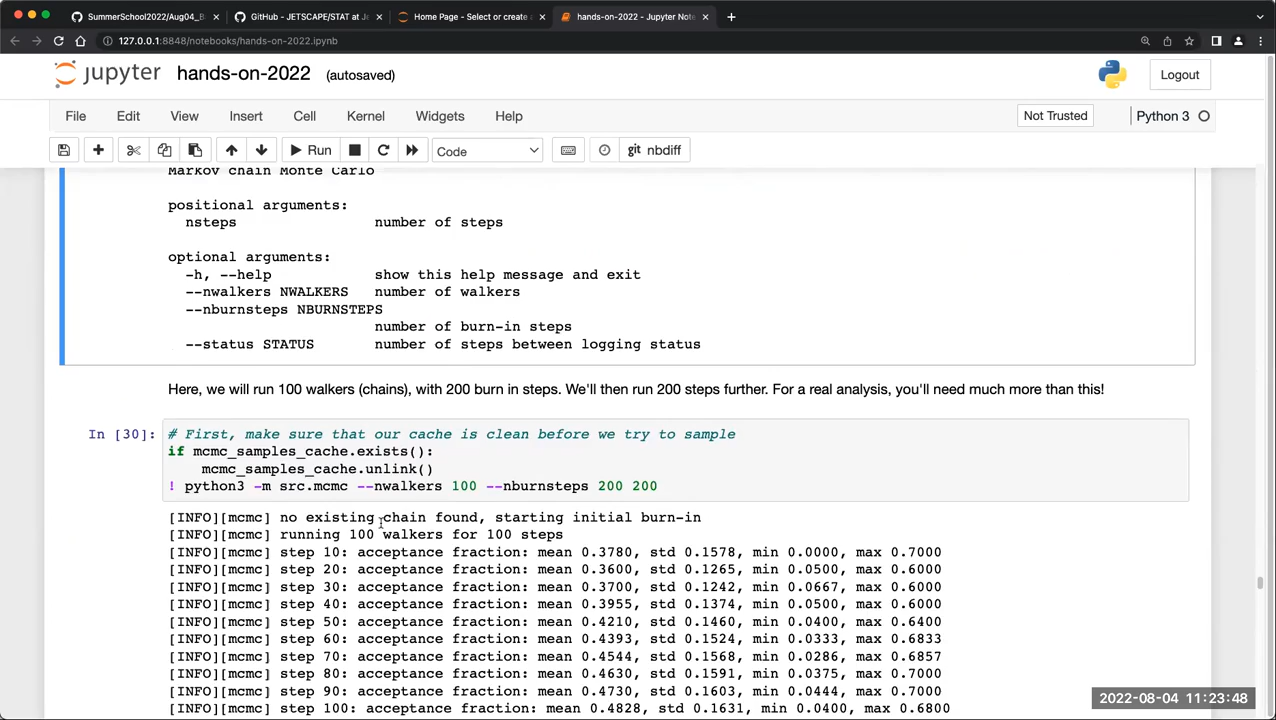 SummerSchool2022/Aug04_B
GitHub - JETSCAPE/STAT at Je
Home Page - Select or create a
hands-on-2022 - Jupyter Note
127.0.0.1:8848/notebooks/hands-on-2022.ipynb
jupyter hands-on-2022 (autosaved)
Logout
File Edit View Insert Cell Kernel Widgets Help
Not Trusted
Python 3
Run
Code
git nbdiff
Markov chain Monte Carlo
positional arguments:
nsteps number of steps
optional arguments:
-h, --help show this help message and exit
--nwalkers NWALKERS number of walkers
--nburnsteps NBURNSTEPS
number of burn-in steps
--status STATUS number of steps between logging status
Here, we will run 100 walkers (chains), with 200 burn in steps. We'll then run 200 steps further. For a real analysis, you'll need much more than this!
In [30]: # First, make sure that our cache is clean before we try to sample
if mcmc_samples_cache.exists():
mcmc_samples_cache.unlink()
! python3 -m src.mcmc --nwalkers 100 --nburnsteps 200 200
[INFO][mcmc] no existing chain found, starting initial burn-in
[INFO][mcmc] running 100 walkers for 100 steps
[INFO][mcmc] step 10: acceptance fraction: mean 0.3780, std 0.1578, min 0.0000, max 0.7000
[INFO][mcmc] step 20: acceptance fraction: mean 0.3600, std 0.1265, min 0.0500, max 0.6000
[INFO][mcmc] step 30: acceptance fraction: mean 0.3700, std 0.1242, min 0.0667, max 0.6000
[INFO][mcmc] step 40: acceptance fraction: mean 0.3955, std 0.1374, min 0.0500, max 0.6000
[INFO][mcmc] step 50: acceptance fraction: mean 0.4210, std 0.1460, min 0.0400, max 0.6400
[INFO][mcmc] step 60: acceptance fraction: mean 0.4393, std 0.1524, min 0.0333, max 0.6833
[INFO][mcmc] step 70: acceptance fraction: mean 0.4544, std 0.1568, min 0.0286, max 0.6857
[INFO][mcmc] step 80: acceptance fraction: mean 0.4630, std 0.1591, min 0.0375, max 0.7000
[INFO][mcmc] step 90: acceptance fraction: mean 0.4730, std 0.1603, min 0.0444, max 0.7000
[INFO][mcmc] step 100: acceptance fraction: mean 0.4828, std 0.1631, min 0.0400, max 0.6800
2022-08-04 11:23:48